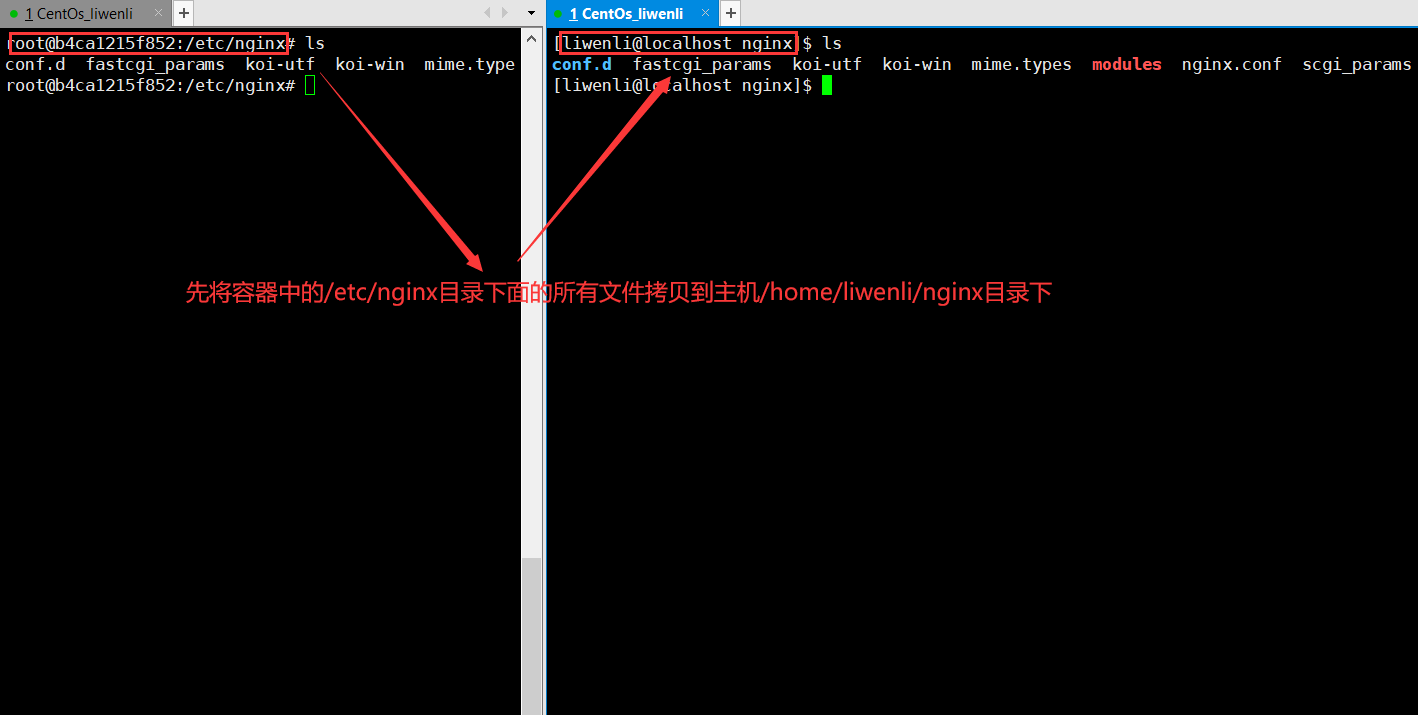 1 CentOs_liwenli × +
root@b4ca1215f852:/etc/nginx# ls
conf.d  fastcgi_params  koi-utf  koi-win  mime.type
root@b4ca1215f852:/etc/nginx#
1 CentOs_liwenli × +
[liwenli@localhost nginx]$ ls
conf.d  fastcgi_params  koi-utf  koi-win  mime.types  modules  nginx.conf  scgi_params
[liwenli@localhost nginx]$
先将容器中的/etc/nginx目录下面的所有文件拷贝到主机/home/liwenli/nginx目录下